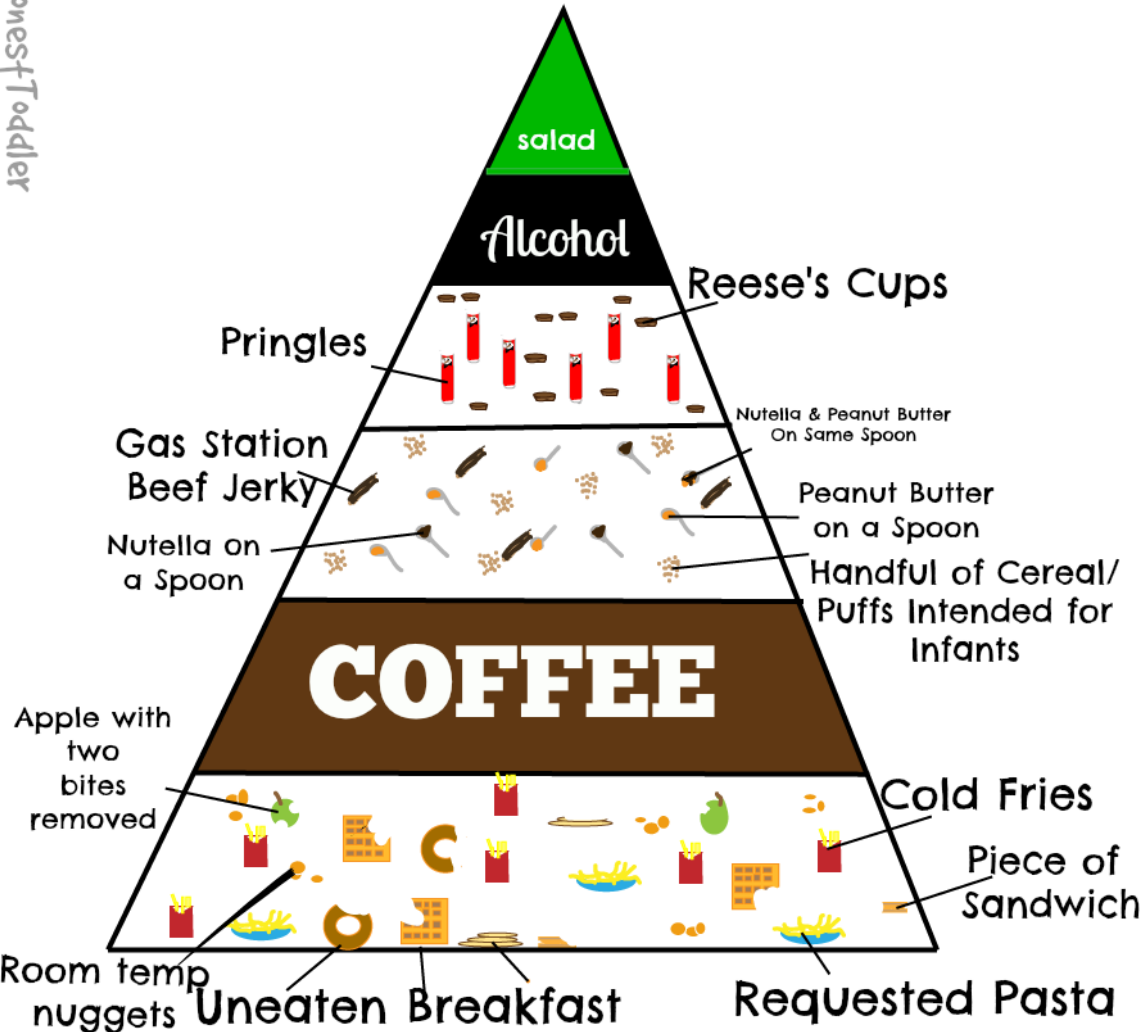 salad
Alcohol
Reese's Cups
Pringles
Nutella & Peanut Butter
On Same Spoon
Gas Station
Beef Jerky
Peanut Butter
on a Spoon
Nutella on
a Spoon
Handful of Cereal/
Puffs Intended for
Infants
COFFEE
Apple with
two
bites
removed
Cold Fries
Piece of
Sandwich
Room temp
nuggets
Uneaten Breakfast
Requested Pasta